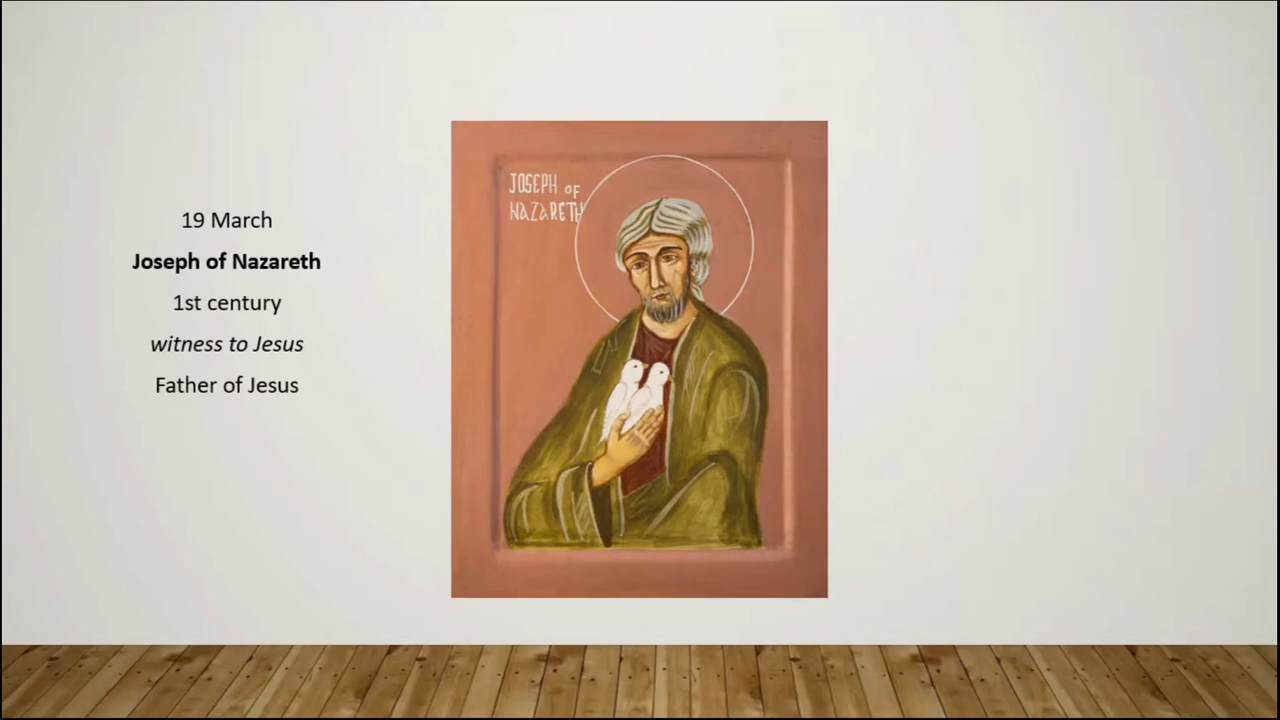 19 March
Joseph of Nazareth
1st century
witness to Jesus
Father of Jesus
JOSEPH OF
NAZARETH